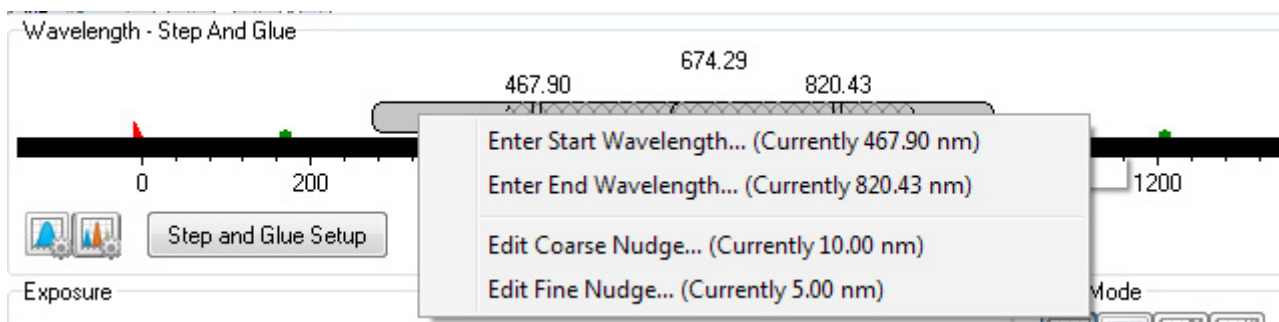 Wavelength - Step And Glue
674.29
467.90 820.43
Enter Start Wavelength... (Currently 467.90 nm)
Enter End Wavelength... (Currently 820.43 nm)
0 200 1200
Step and Glue Setup
Edit Coarse Nudge... (Currently 10.00 nm)
Edit Fine Nudge... (Currently 5.00 nm)
Exposure Mode